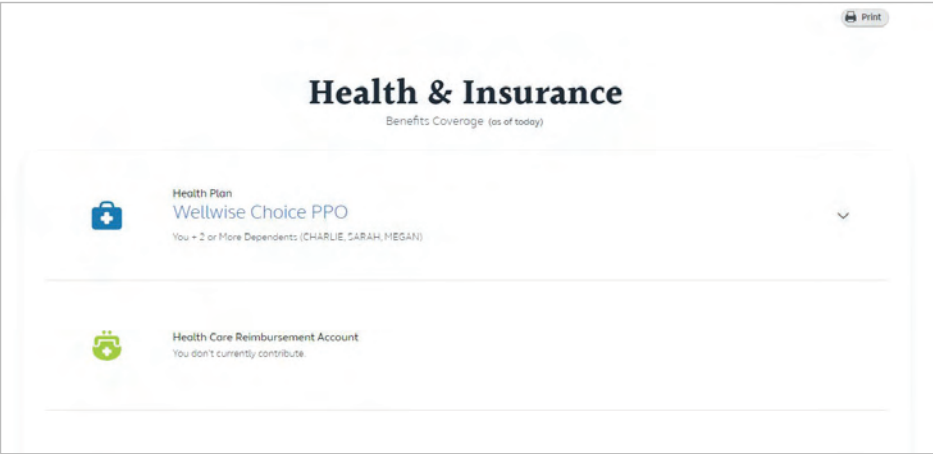 Print
Health & Insurance
Benefits Coverage (as of today)
Health Plan
Wellwise Choice PPO
You + 2 or More Dependents (CHARLIE, SARAH, MEGAN)
Health Care Reimbursement Account
You don't currently contribute.